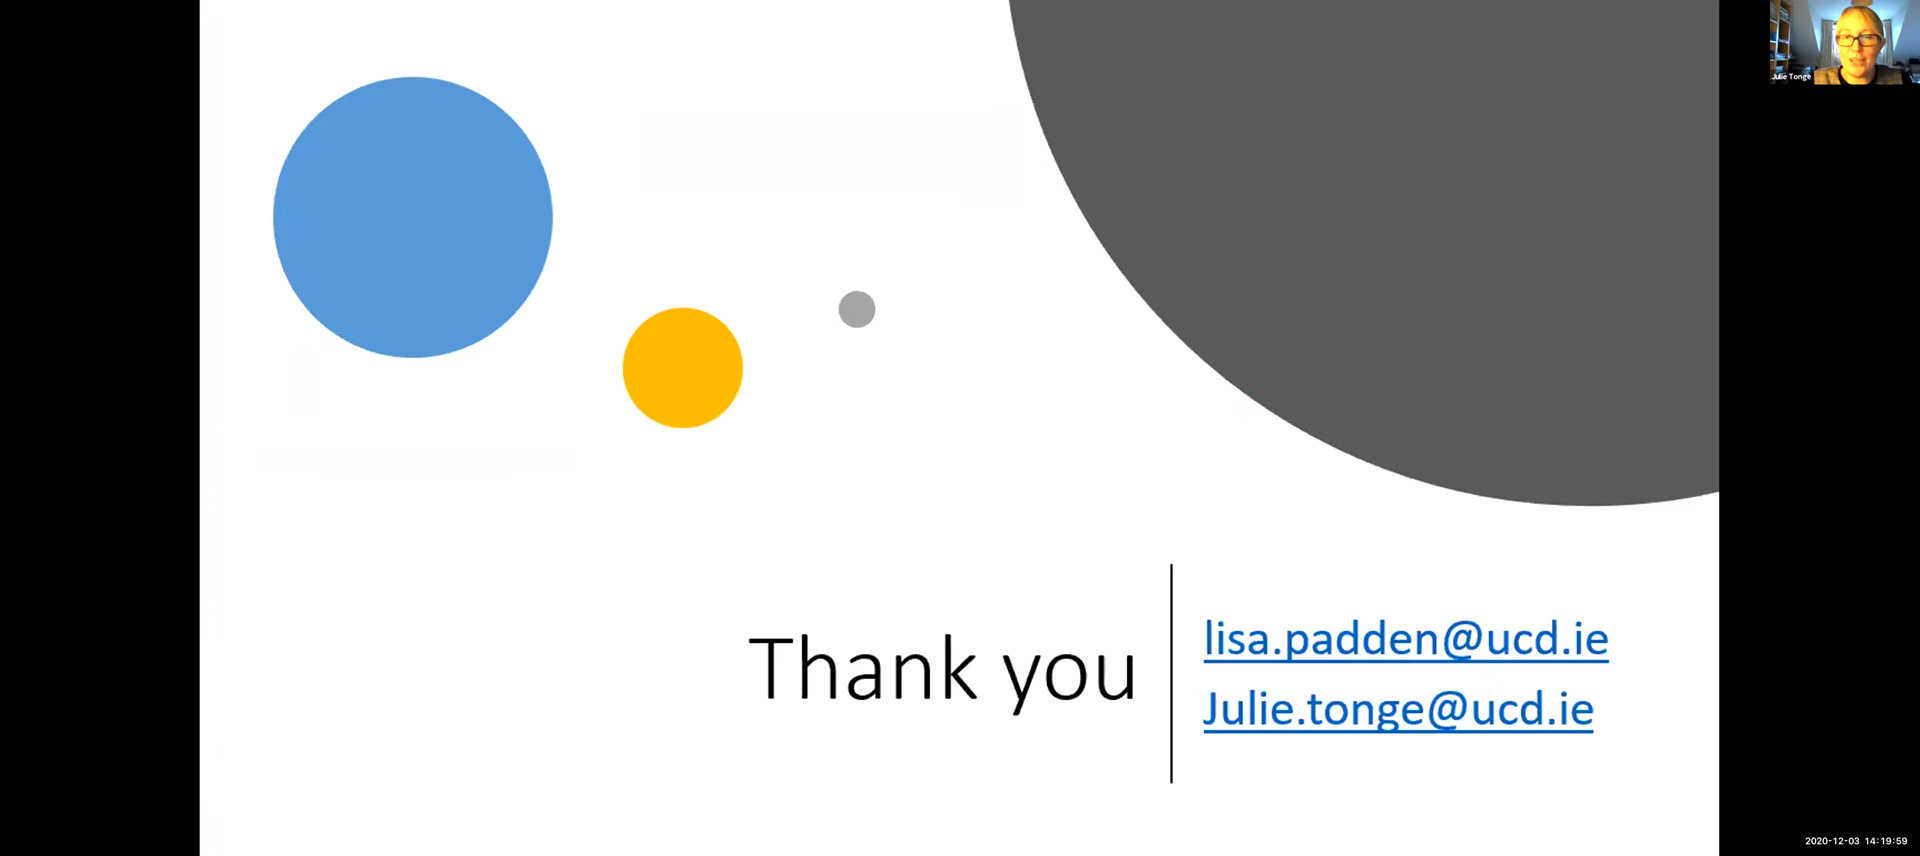 Julie Tonge
Thank you
lisa.padden@ucd.ie
Julie.tonge@ucd.ie
2020-12-03 14:19:59